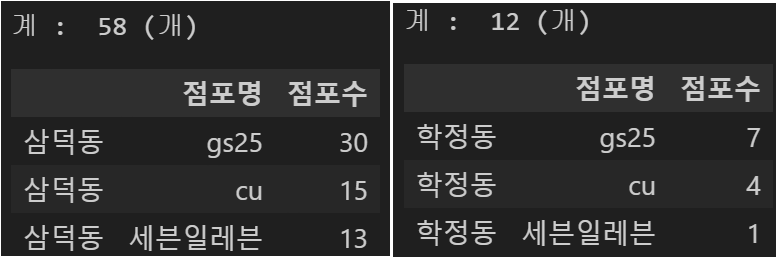 계 :  58 (개)
점포명 점포수
삼덕동 gs25 30
삼덕동 cu 15
삼덕동 세븐일레븐 13
계 :  12 (개)
점포명 점포수
학정동 gs25 7
학정동 cu 4
학정동 세븐일레븐 1